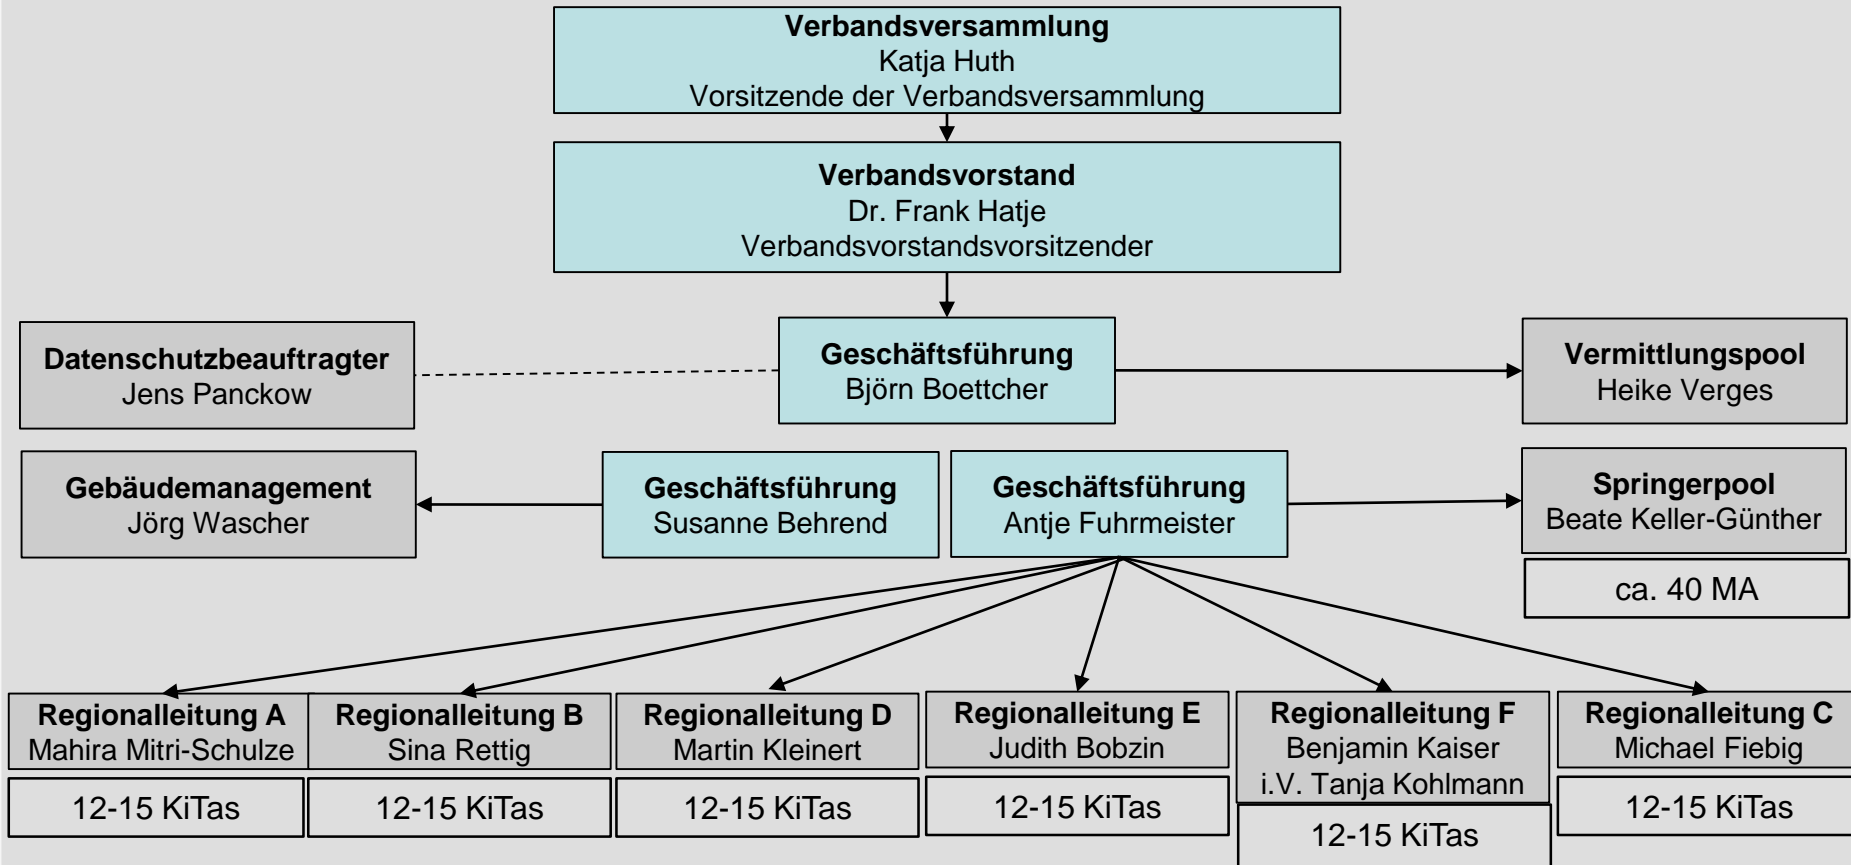 Verbandsversammlung
Katja Huth
Vorsitzende der Verbandsversammlung
Verbandsvorstand
Dr. Frank Hatje
Verbandsvorstandsvorsitzender
Datenschutzbeauftragter
Jens Panckow
Geschäftsführung
Björn Boettcher
Vermittlungspool
Heike Verges
Gebäudemanagement
Jörg Wascher
Geschäftsführung
Susanne Behrend
Geschäftsführung
Antje Fuhrmeister
Springerpool
Beate Keller-Günther
ca. 40 MA
Regionalleitung A
Mahira Mitri-Schulze
12-15 KiTas
Regionalleitung B
Sina Rettig
12-15 KiTas
Regionalleitung D
Martin Kleinert
12-15 KiTas
Regionalleitung E
Judith Bobzin
12-15 KiTas
Regionalleitung F
Benjamin Kaiser
i.V. Tanja Kohlmann
12-15 KiTas
Regionalleitung C
Michael Fiebig
12-15 KiTas